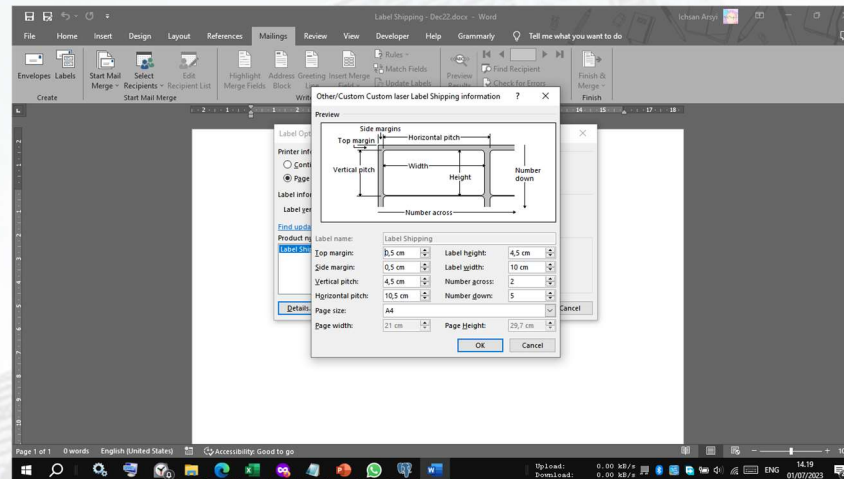 Label Shipping - Dec22.docx - Word
Ichsan Arsyi
File Home Insert Design Layout References Mailings Review View Developer Help Grammarly Tell me what you want to do
Envelopes Labels
Create
Start Mail Merge
Select Recipients
Edit Recipient List
Start Mail Merge
Highlight Merge Fields
Address Block
Greeting
Insert Merge
Rules
Match Fields
Update Labels
Preview
Find Recipient
Check for Errors
Finish & Merge
Finish
Label
Printer
Page
Label
Find
Product
Details
Cancel
Other/Custom Custom laser Label Shipping information ? ×
Preview
Side margins
Top margin
Horizontal pitch
Vertical pitch
Width
Height
Number down
Number across
Label name: Label Shipping
Top margin: 0,5 cm Label height: 4,5 cm
Side margin: 0,5 cm Label width: 10 cm
Vertical pitch: 4,5 cm Number across: 2
Horizontal pitch: 10,5 cm Number down: 5
Page size: A4
Page width: 21 cm Page Height: 29,7 cm
OK Cancel
Page 1 of 1 0 words English (United States) Accessibility: Good to go
Upload: 0.00 kB/s
Download: 0.00 kB/s
ENG
14.19
01/07/2023